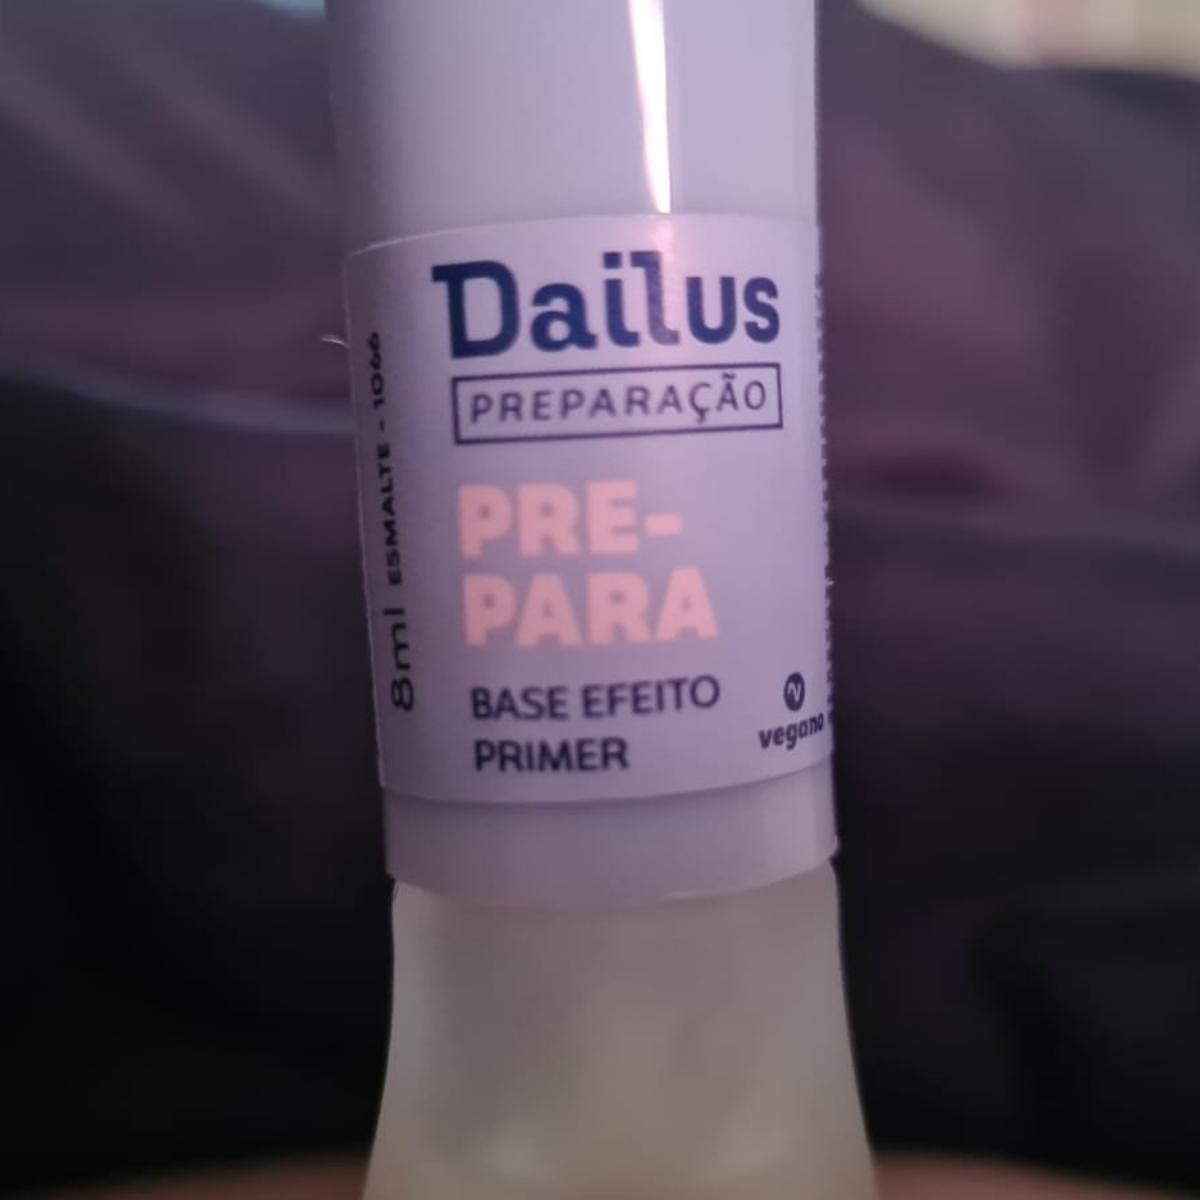 Dailus
PREPARAÇÃO
PRE-
PARA
BASE EFEITO
PRIMER
vegano
8ml ESMALTE - 1066